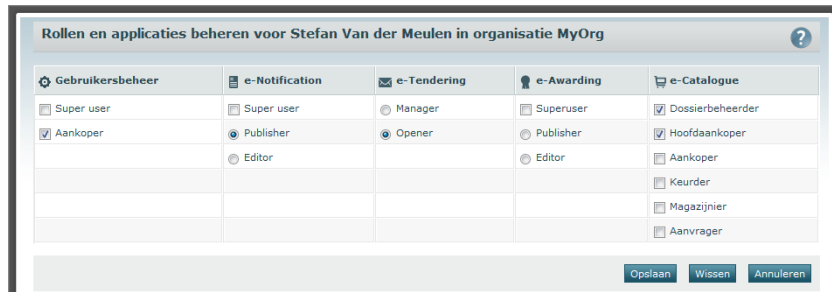 Rollen en applicaties beheren voor Stefan Van der Meulen in organisatie MyOrg
?
Gebruikersbeheer e-Notification e-Tendering e-Awarding e-Catalogue
Super user Super user Manager Superuser Dossierbeheerder
Aankoper Publisher Opener Publisher Hoofdaankoper
Editor Editor Aankoper
Keurder
Magazijnier
Aanvrager
Opslaan Wissen Annuleren